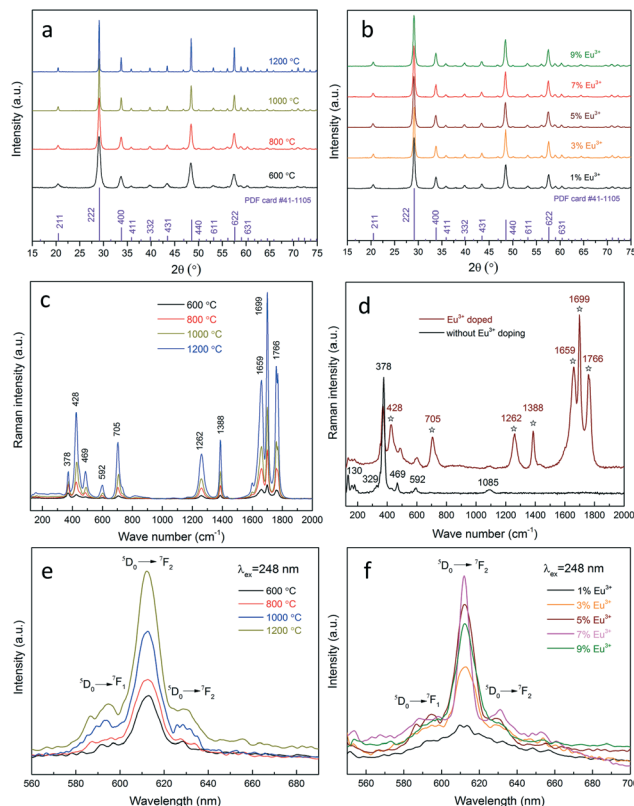 a
1200 °C
1000 °C
800 °C
600 °C
PDF card #41-1105
211
222
400
411
332
431
440
611
622
631
15 20 25 30 35 40 45 50 55 60 65 70 75
2θ (°)
Intensity (a.u.)
b
9% Eu³⁺
7% Eu³⁺
5% Eu³⁺
3% Eu³⁺
1% Eu³⁺
PDF card #41-1105
211
222
400
411
332
431
440
611
622
631
15 20 25 30 35 40 45 50 55 60 65 70 75
2θ (°)
Intensity (a.u.)
c
600 °C
800 °C
1000 °C
1200 °C
378
428
469
592
705
1262
1388
1659
1699
1766
200 400 600 800 1000 1200 1400 1600 1800 2000
Wave number (cm⁻¹)
Raman intensity (a.u.)
d
Eu³⁺ doped
without Eu³⁺ doping
1699
1659
1766
378
428
705
1262
1388
130
329
469
592
1085
200 400 600 800 1000 1200 1400 1600 1800 2000
Wave number (cm⁻¹)
Raman intensity (a.u.)
e
⁵D₀ → ⁷F₂
λex=248 nm
600 °C
800 °C
1000 °C
1200 °C
⁵D₀ → ⁷F₁
⁵D₀ → ⁷F₂
560 580 600 620 640 660 680
Wavelength (nm)
Intensity (a.u.)
f
⁵D₀ → ⁷F₂
λex=248 nm
1% Eu³⁺
3% Eu³⁺
5% Eu³⁺
7% Eu³⁺
9% Eu³⁺
⁵D₀ → ⁷F₁
⁵D₀ → ⁷F₂
560 580 600 620 640 660 680 700
Wavelength (nm)
Intensity (a.u.)